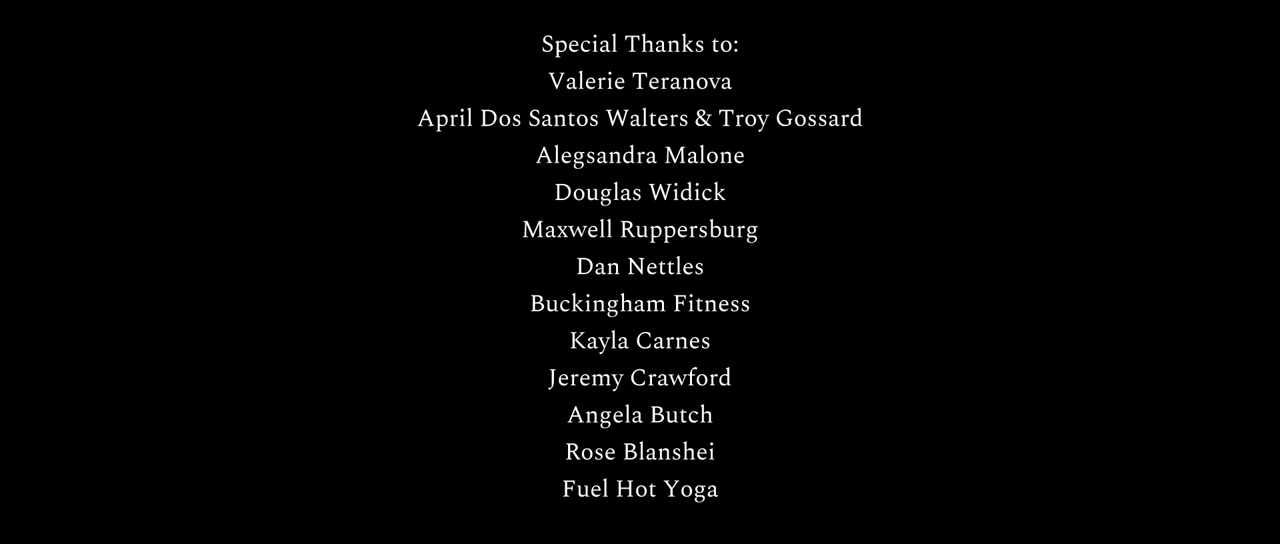 Special Thanks to:
Valerie Teranova
April Dos Santos Walters & Troy Gossard
Alegsandra Malone
Douglas Widick
Maxwell Ruppersburg
Dan Nettles
Buckingham Fitness
Kayla Carnes
Jeremy Crawford
Angela Butch
Rose Blanshei
Fuel Hot Yoga